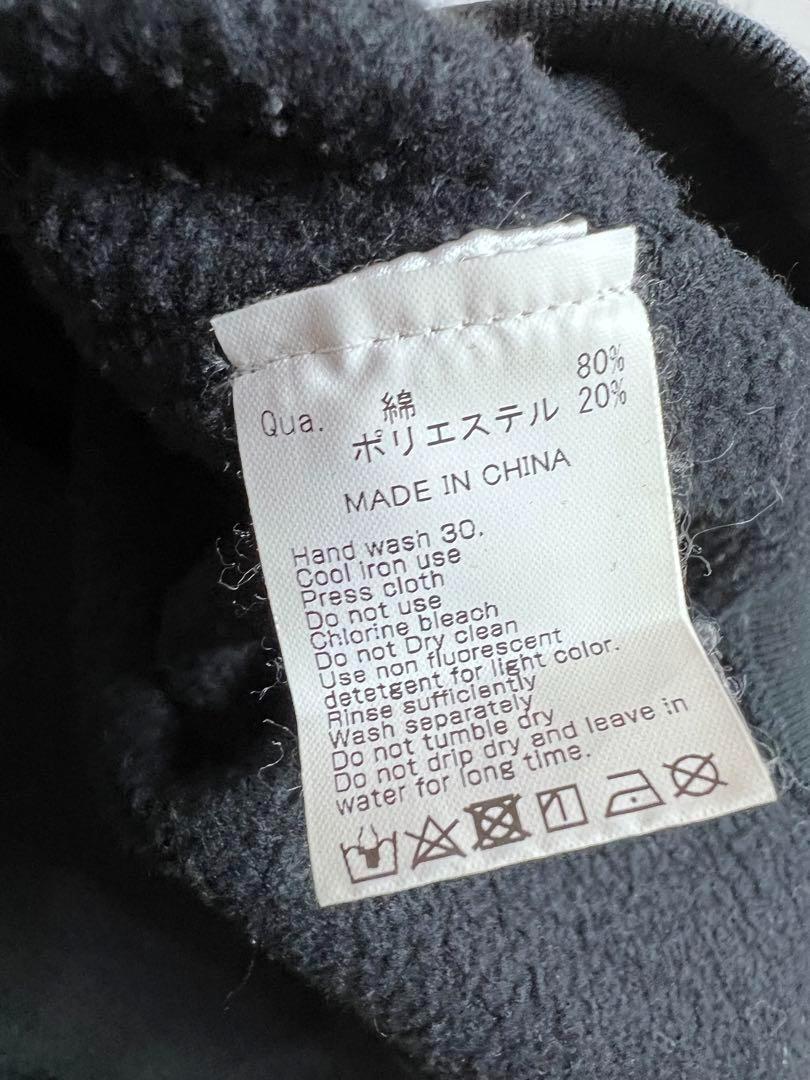 Qua. 綿 80%
ポリエステル 20%
MADE IN CHINA
Hand wash 30.
Cool iron use
Press cloth
Do not use
Chlorine bleach
Do not Dry clean
Use non fluorescent
detetgent for light color.
Rinse sufficiently
Wash separately
Do not tumble dry
Do not drip dry and leave in
water for long time.